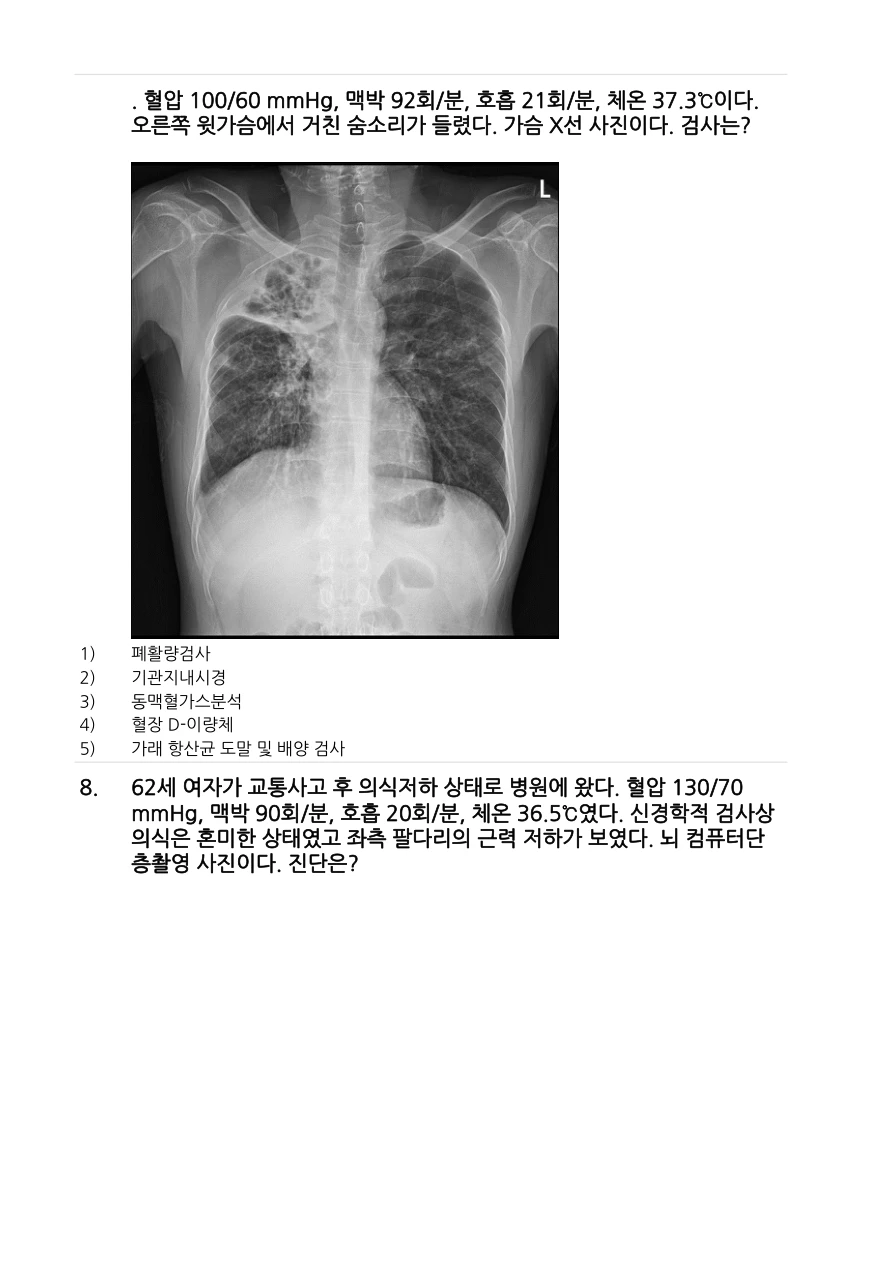 . 혈압 100/60 mmHg, 맥박 92회/분, 호흡 21회/분, 체온 37.3℃이다.
오른쪽 윗가슴에서 거친 숨소리가 들렸다. 가슴 X선 사진이다. 검사는?
L
1) 폐활량검사
2) 기관지내시경
3) 동맥혈가스분석
4) 혈장 D-이량체
5) 가래 항산균 도말 및 배양 검사
8. 62세 여자가 교통사고 후 의식저하 상태로 병원에 왔다. 혈압 130/70
mmHg, 맥박 90회/분, 호흡 20회/분, 체온 36.5℃였다. 신경학적 검사상
의식은 혼미한 상태였고 좌측 팔다리의 근력 저하가 보였다. 뇌 컴퓨터단
층촬영 사진이다. 진단은?